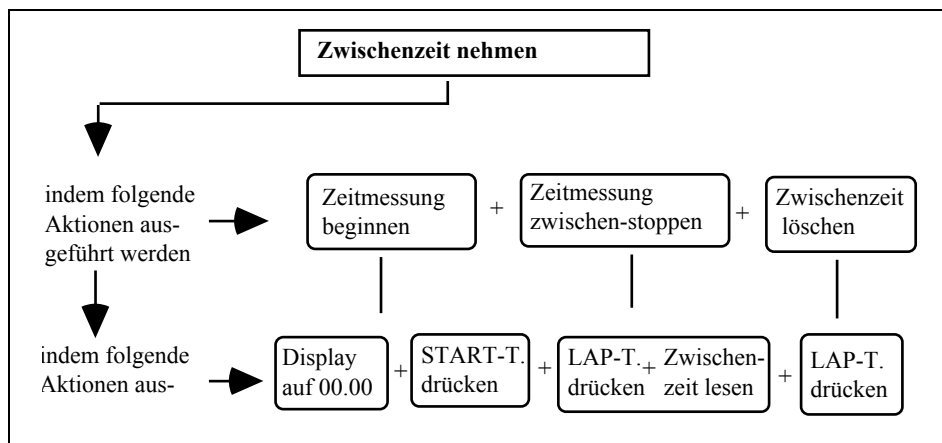 Zwischenzeit nehmen
indem folgende
Aktionen aus-
geführt werden
Zeitmessung
beginnen
+
Zeitmessung
zwischen-stoppen
+
Zwischenzeit
löschen
indem folgende
Aktionen aus-
Display
auf 00.00
+
START-T.
drücken
+
LAP-T.
drücken
+
Zwischen-
zeit lesen
+
LAP-T.
drücken